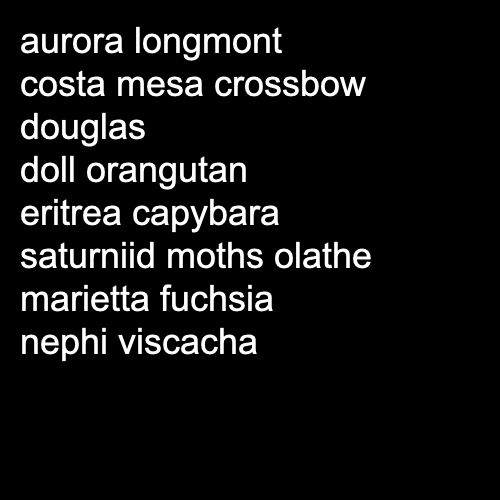 aurora longmont
costa mesa crossbow
douglas
doll orangutan
eritrea capybara
saturniid moths olathe
marietta fuchsia
nephi viscacha